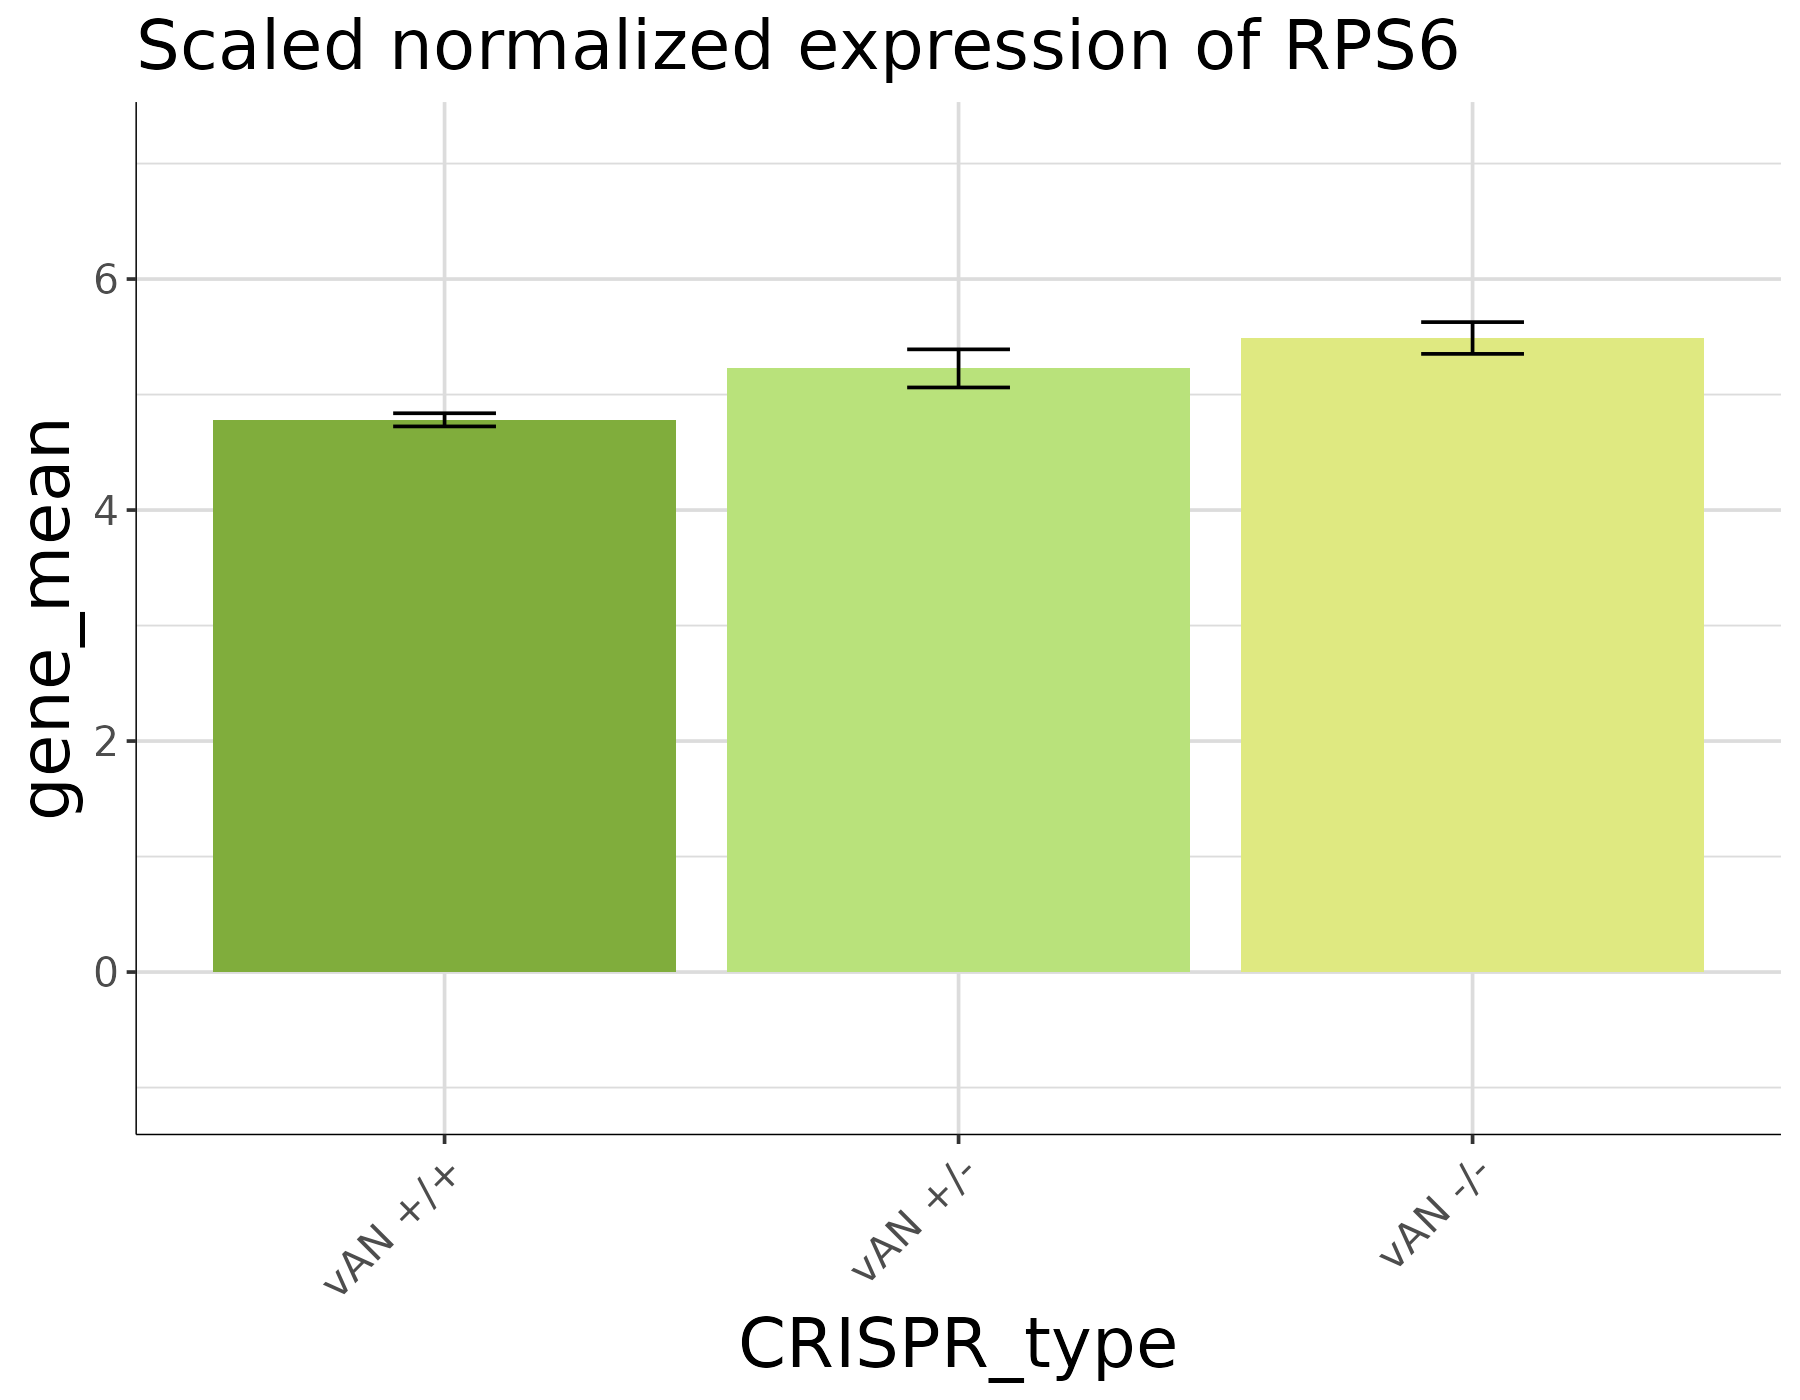 Scaled normalized expression of RPS6
gene_mean
6
4
2
0
vAN +/+
vAN +/-
vAN -/-
CRISPR_type